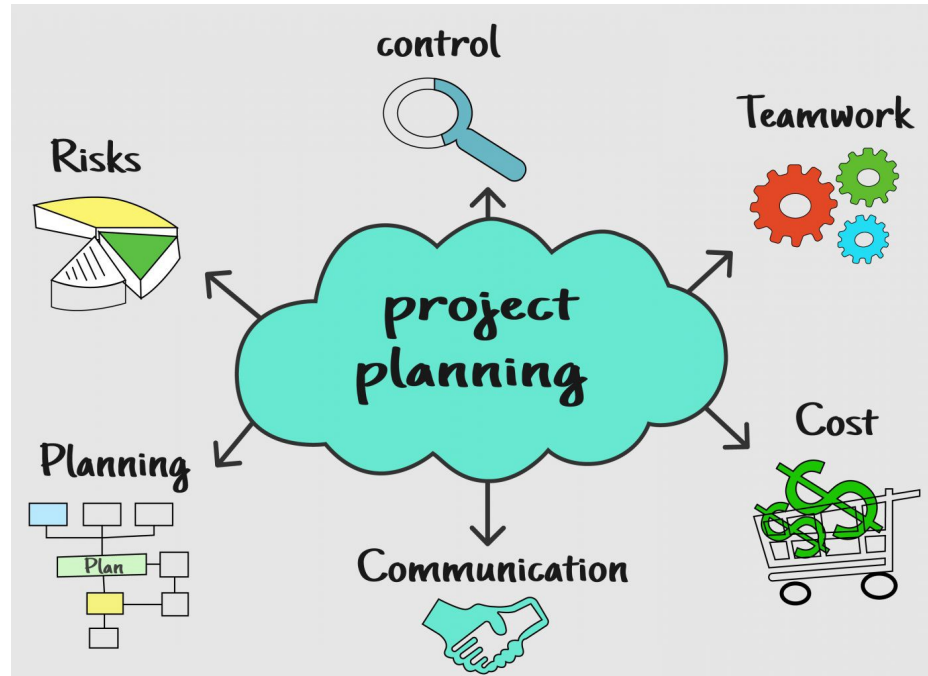 control
Teamwork
Risks
project
planning
Cost
Planning
Plan
Communication